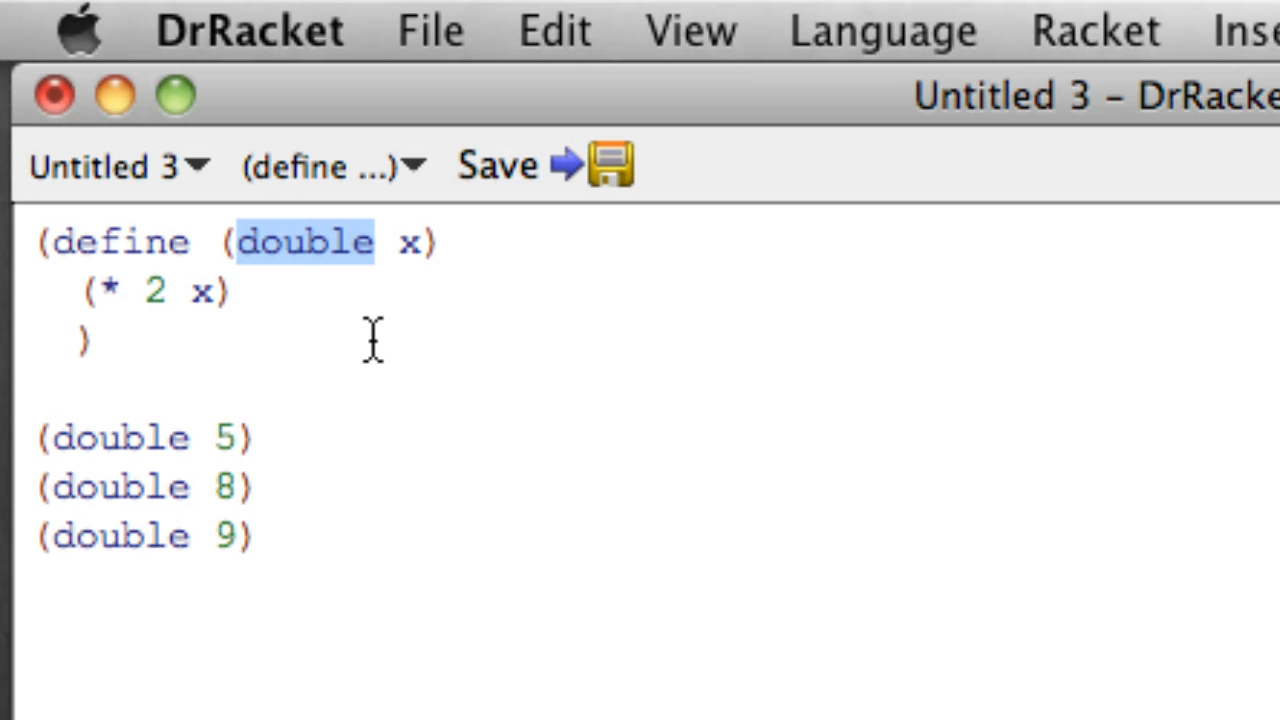 DrRacket File Edit View Language Racket
Untitled 3 – DrRacke
Untitled 3 (define ...) Save
(define (double x)
(* 2 x)
)
(double 5)
(double 8)
(double 9)